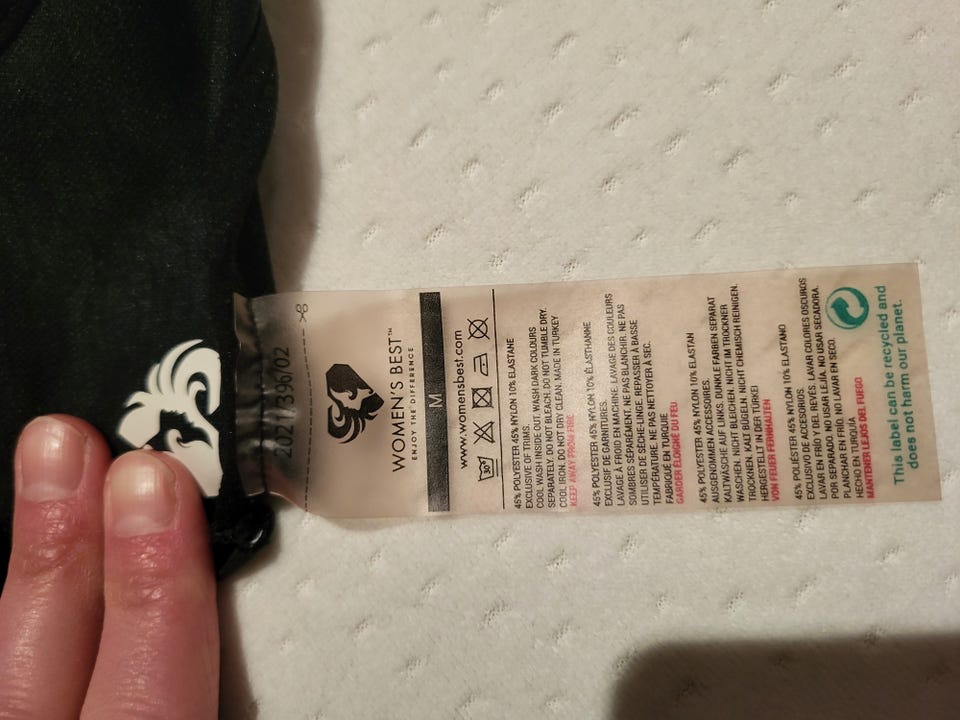 2021/396/02
WOMEN'S BEST™
ENJOY THE DIFFERENCE
M
www.womensbest.com
30°
45% POLYESTER 45% NYLON 10% ELASTANE
EXCLUSIVE OF TRIMS.
COOL WASH INSIDE OUT. WASH DARK COLOURS
SEPARATELY. DO NOT BLEACH. DO NOT TUMBLE DRY.
COOL IRON. DO NOT DRY CLEAN. MADE IN TURKEY
KEEP AWAY FROM FIRE
45% POLYESTER 45% NYLON 10% ÉLASTHANNE
EXCLUSIF DE GARNITURES.
LAVAGE À FROID EN MACHINE. LAVAGE DES COULEURS
SOMBRES SÉPARÉMENT. NE PAS BLANCHIR. NE PAS
UTILISER DE SÈCHE-LINGE. REPASSER À BASSE
TEMPÉRATURE. NE PAS NETTOYER À SEC.
FABRIQUÉ EN TURQUIE
GARDER ÉLOIGNÉ DU FEU
45% POLYESTER 45% NYLON 10% ELASTAN
AUSGENOMMEN ACCESSOIRES.
KALTWÄSCHE AUF LINKS. DUNKLE FARBEN SEPARAT
WASCHEN. NICHT BLEICHEN. NICHT IM TROCKNER
TROCKNEN. KALT BÜGELN. NICHT CHEMISCH REINIGEN.
HERGESTELLT IN DER TÜRKEI
VON FEUER FERNHALTEN
45% POLIÉSTER 45% NYLON 10% ELASTANO
EXCLUSIVO DE ACCESORIOS.
LAVAR EN FRÍO Y DEL REVÉS. LAVAR COLORES OSCUROS
POR SEPARADO. NO USAR LEJÍA. NO USAR SECADORA.
PLANCHAR EN FRÍO. NO LAVAR EN SECO.
HECHO EN TURQUÍA
MANTENER LEJOS DEL FUEGO
This label can be recycled and
does not harm our planet.